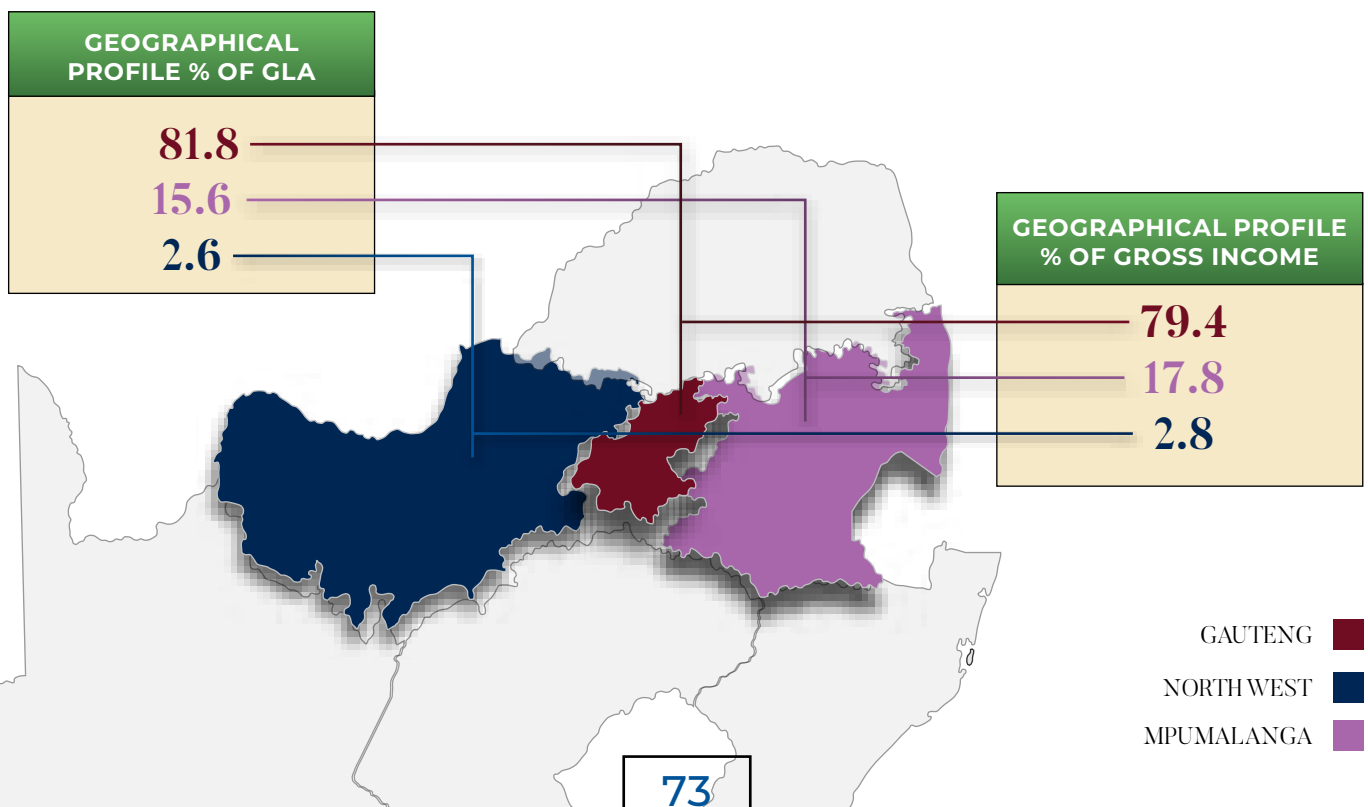 GEOGRAPHICAL
PROFILE % OF GLA
81.8
15.6
2.6
GEOGRAPHICAL PROFILE
% OF GROSS INCOME
79.4
17.8
2.8
GAUTENG
NORTH WEST
MPUMALANGA
73